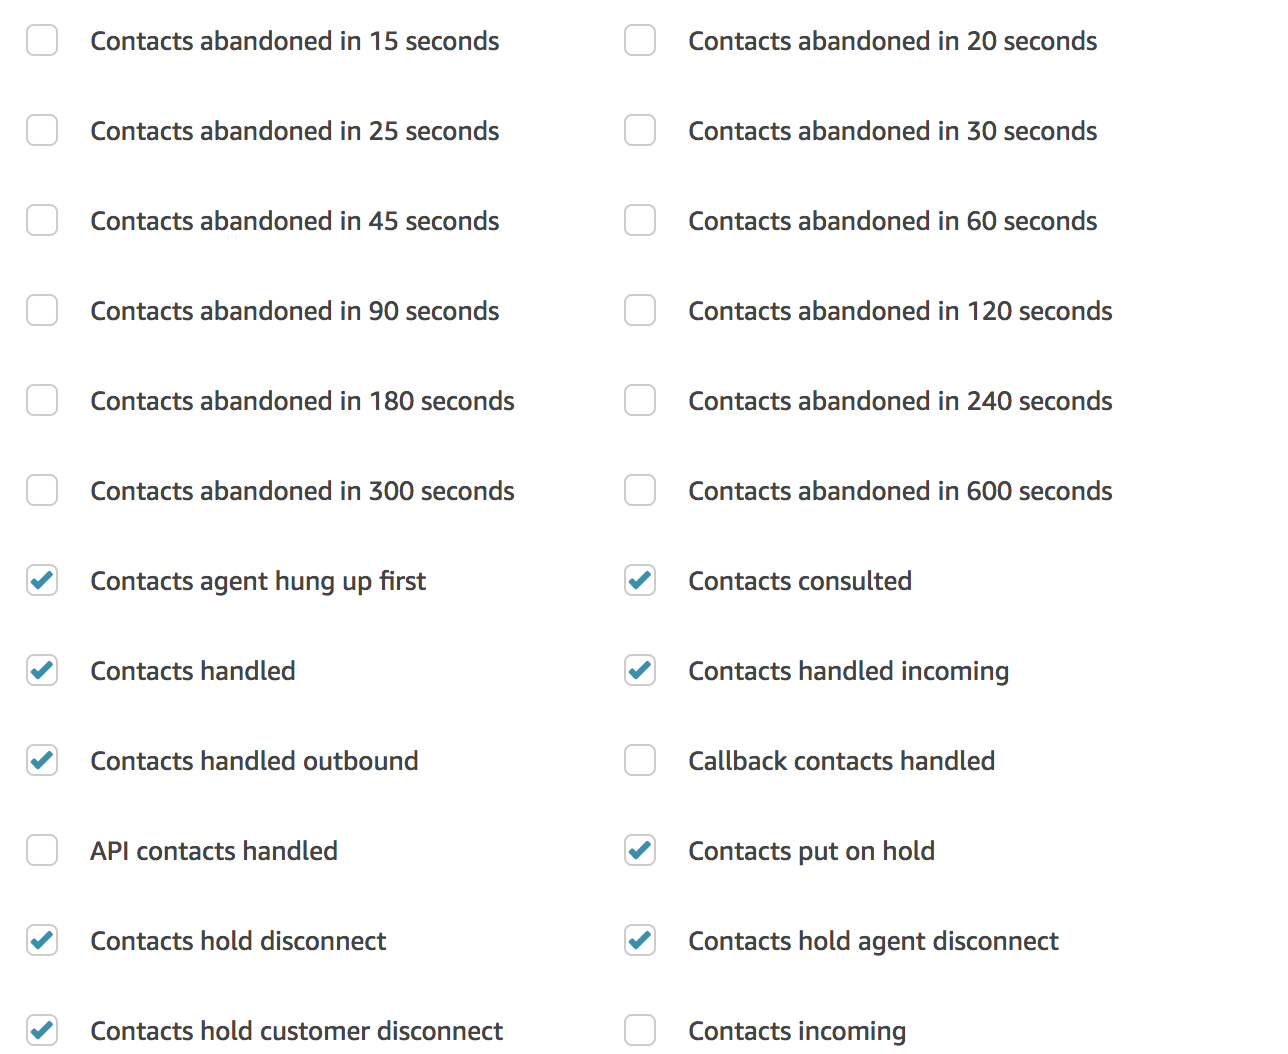 Contacts abandoned in 15 seconds
Contacts abandoned in 20 seconds
Contacts abandoned in 25 seconds
Contacts abandoned in 30 seconds
Contacts abandoned in 45 seconds
Contacts abandoned in 60 seconds
Contacts abandoned in 90 seconds
Contacts abandoned in 120 seconds
Contacts abandoned in 180 seconds
Contacts abandoned in 240 seconds
Contacts abandoned in 300 seconds
Contacts abandoned in 600 seconds
Contacts agent hung up first
Contacts consulted
Contacts handled
Contacts handled incoming
Contacts handled outbound
Callback contacts handled
API contacts handled
Contacts put on hold
Contacts hold disconnect
Contacts hold agent disconnect
Contacts hold customer disconnect
Contacts incoming